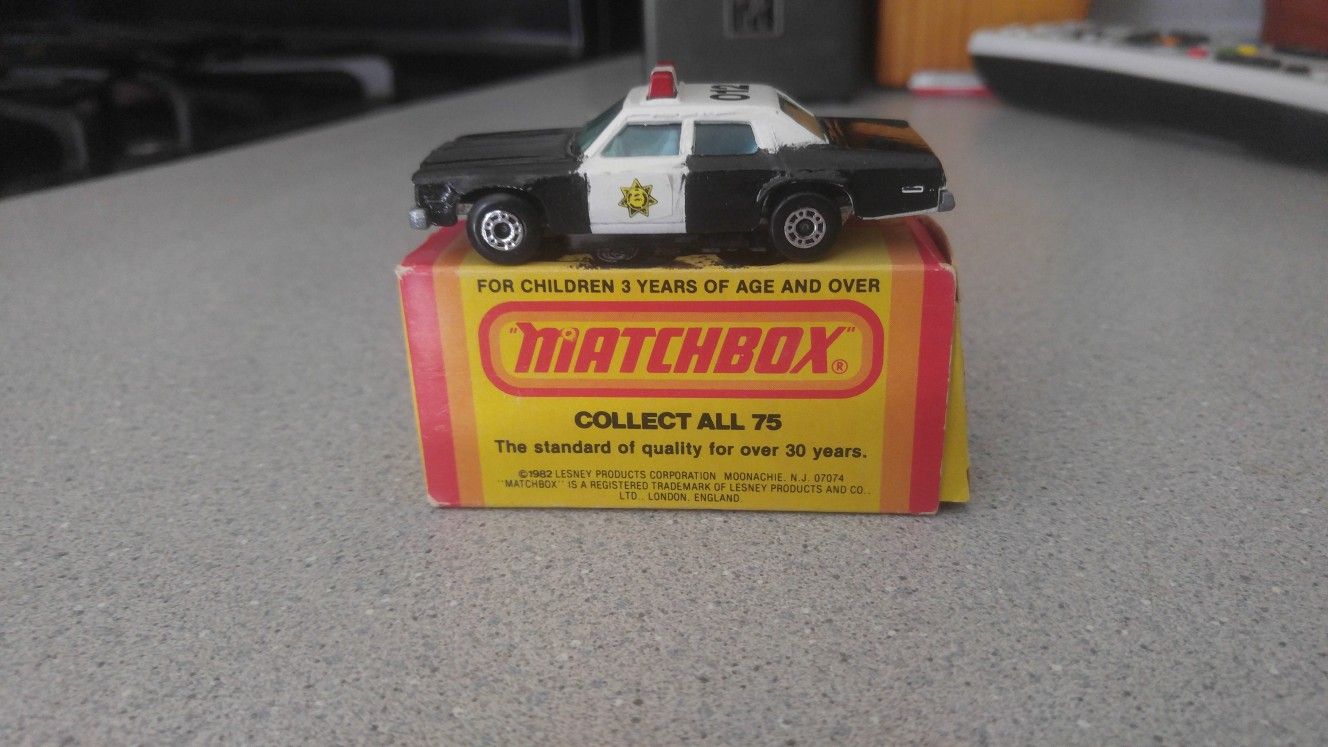 012
FOR CHILDREN 3 YEARS OF AGE AND OVER
"MATCHBOX"®
COLLECT ALL 75
The standard of quality for over 30 years.
©1982 LESNEY PRODUCTS CORPORATION MOONACHIE, N.J. 07074
"MATCHBOX" IS A REGISTERED TRADEMARK OF LESNEY PRODUCTS AND CO.,
LTD., LONDON, ENGLAND